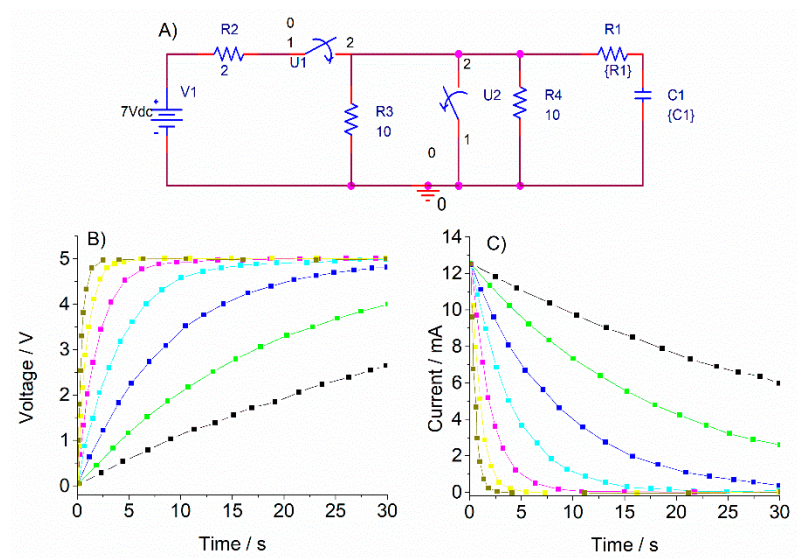 A)
R2
0
1
2
2
U1
R1
{R1}
2
V1
7Vdc
+
-
R3
10
U2
1
R4
10
C1
{C1}
0
0
B)
5
4
3
2
1
0
Voltage / V
0 5 10 15 20 25 30
Time / s
C)
14
12
10
8
6
4
2
0
Current / mA
0 5 10 15 20 25 30
Time / s